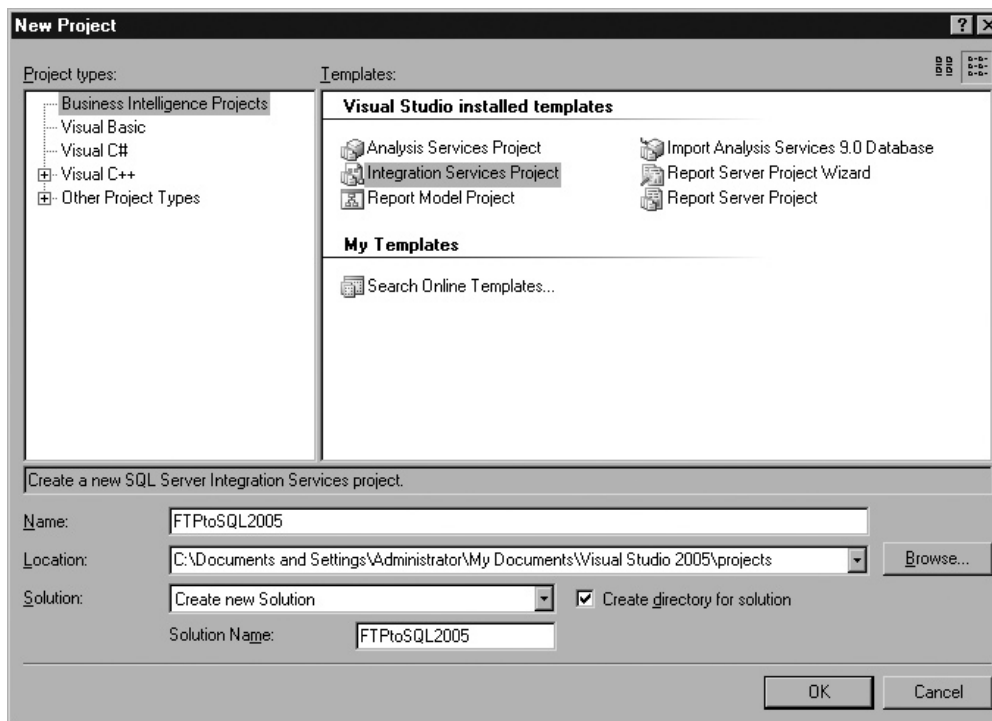 New Project
Project types:
Templates:
Business Intelligence Projects
Visual Basic
Visual C#
Visual C++
Other Project Types
Visual Studio installed templates
Analysis Services Project
Import Analysis Services 9.0 Database
Integration Services Project
Report Server Project Wizard
Report Model Project
Report Server Project
My Templates
Search Online Templates...
Create a new SQL Server Integration Services project.
Name:
FTPtoSQL2005
Location:
C:\Documents and Settings\Administrator\My Documents\Visual Studio 2005\projects
Browse...
Solution:
Create new Solution
Create directory for solution
Solution Name:
FTPtoSQL2005
OK
Cancel